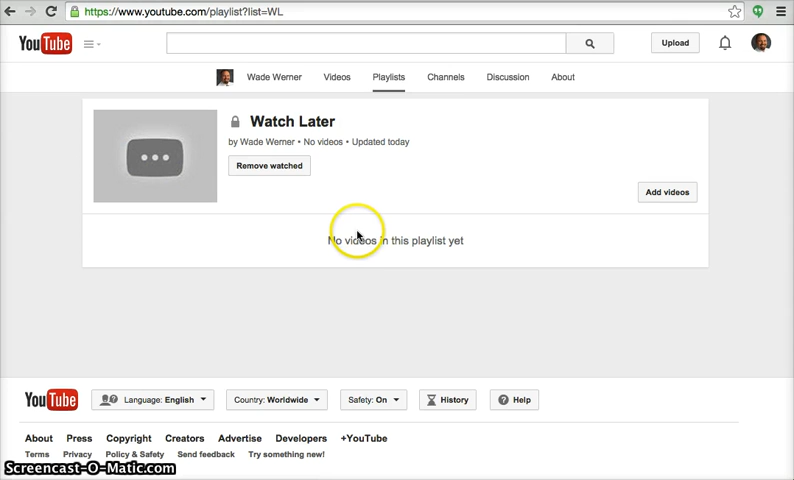 https://www.youtube.com/playlist?list=WL
YouTube
Upload
Wade Werner Videos Playlists Channels Discussion About
Watch Later
by Wade Werner • No videos • Updated today
Remove watched
Add videos
No videos in this playlist yet
YouTube Language: English Country: Worldwide Safety: On History Help
About Press Copyright Creators Advertise Developers +YouTube
Terms Privacy Policy & Safety Send feedback Try something new!
Screencast-O-Matic.com